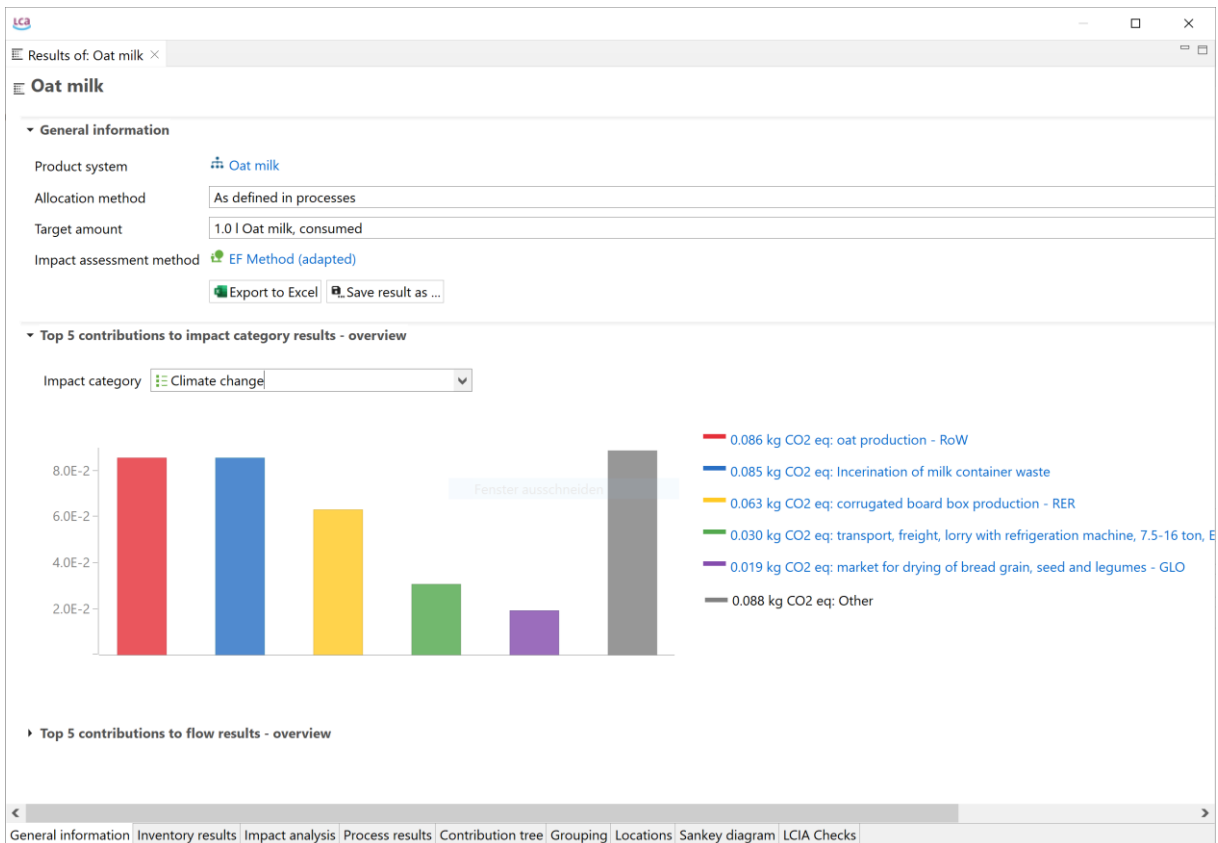 LCA
Results of: Oat milk
Oat milk
General information
Product system Oat milk
Allocation method As defined in processes
Target amount 1.0 l Oat milk, consumed
Impact assessment method EF Method (adapted)
Export to Excel Save result as ...
Top 5 contributions to impact category results - overview
Impact category Climate change
8.0E-2
6.0E-2
4.0E-2
2.0E-2
Fenster ausschneiden
0.086 kg CO2 eq: oat production - RoW
0.085 kg CO2 eq: Incerination of milk container waste
0.063 kg CO2 eq: corrugated board box production - RER
0.030 kg CO2 eq: transport, freight, lorry with refrigeration machine, 7.5-16 ton, E
0.019 kg CO2 eq: market for drying of bread grain, seed and legumes - GLO
0.088 kg CO2 eq: Other
Top 5 contributions to flow results - overview
General information Inventory results Impact analysis Process results Contribution tree Grouping Locations Sankey diagram LCIA Checks